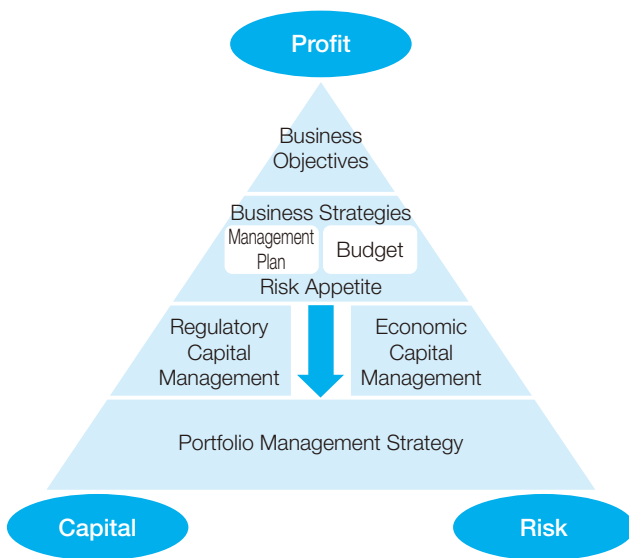 Profit
Business
Objectives
Business Strategies
Management
Plan
Budget
Risk Appetite
Regulatory
Capital
Management
Economic
Capital
Management
Portfolio Management Strategy
Capital
Risk